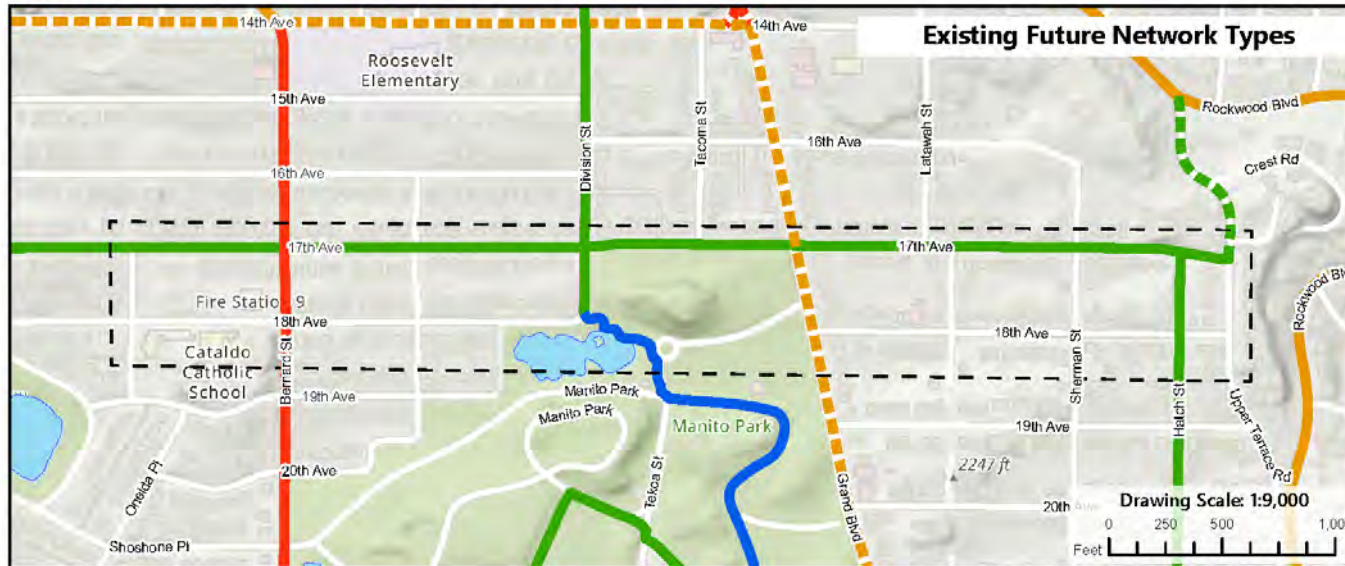 14th Ave
14th Ave
Existing Future Network Types
Roosevelt
Elementary
15th Ave
Division St
Tacoma St
Latawah St
Rockwood Blvd
16th Ave
Crest Rd
16th Ave
17th Ave
17th Ave
Fire Station 9
18th Ave
18th Ave
Cataldo
Catholic
School
Bernard St
Sherman St
Hatch St
Rockwood Blv
19th Ave
Manito Park
Manito Park
Manito Park
19th Ave
Upper Terrace Rd
20th Ave
Oneida Pl
Tekoa St
Grand Blvd
2247 ft
20th Ave
Shoshone Pl
Drawing Scale: 1:9,000
0 250 500 1,00
Feet